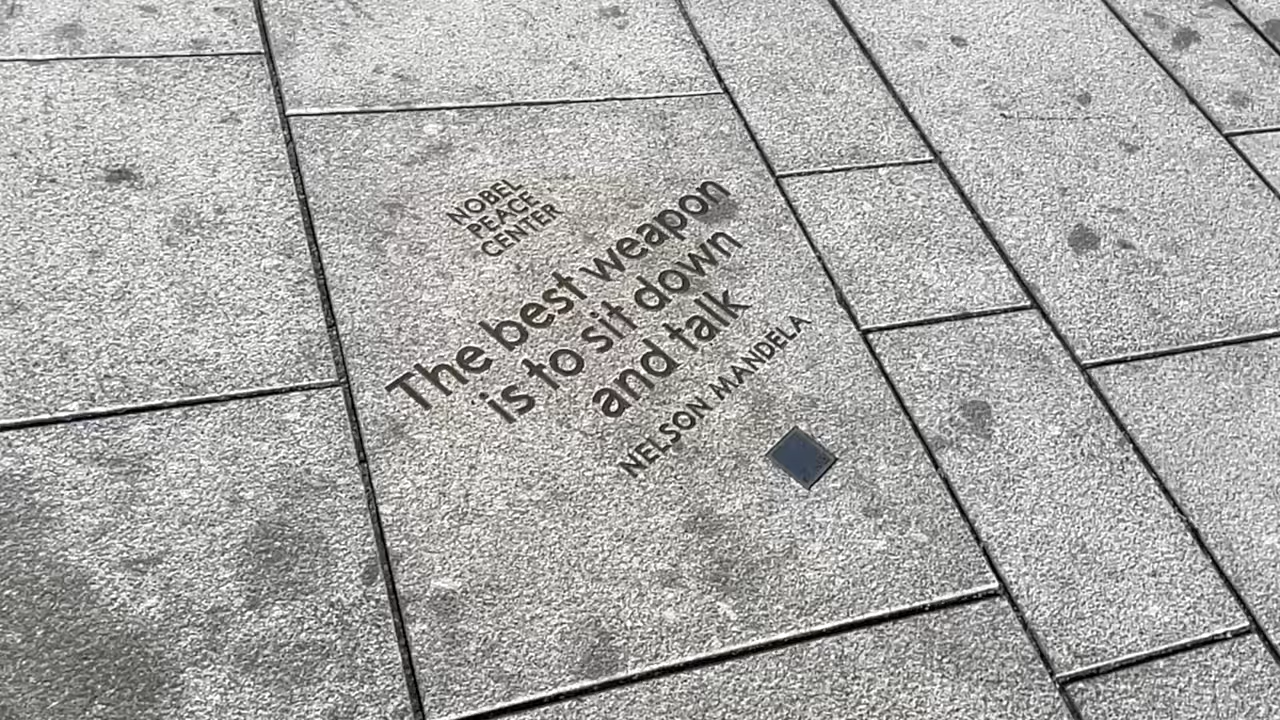 NOBEL
PEACE
CENTER
The best weapon
is to sit down
and talk
NELSON MANDELA